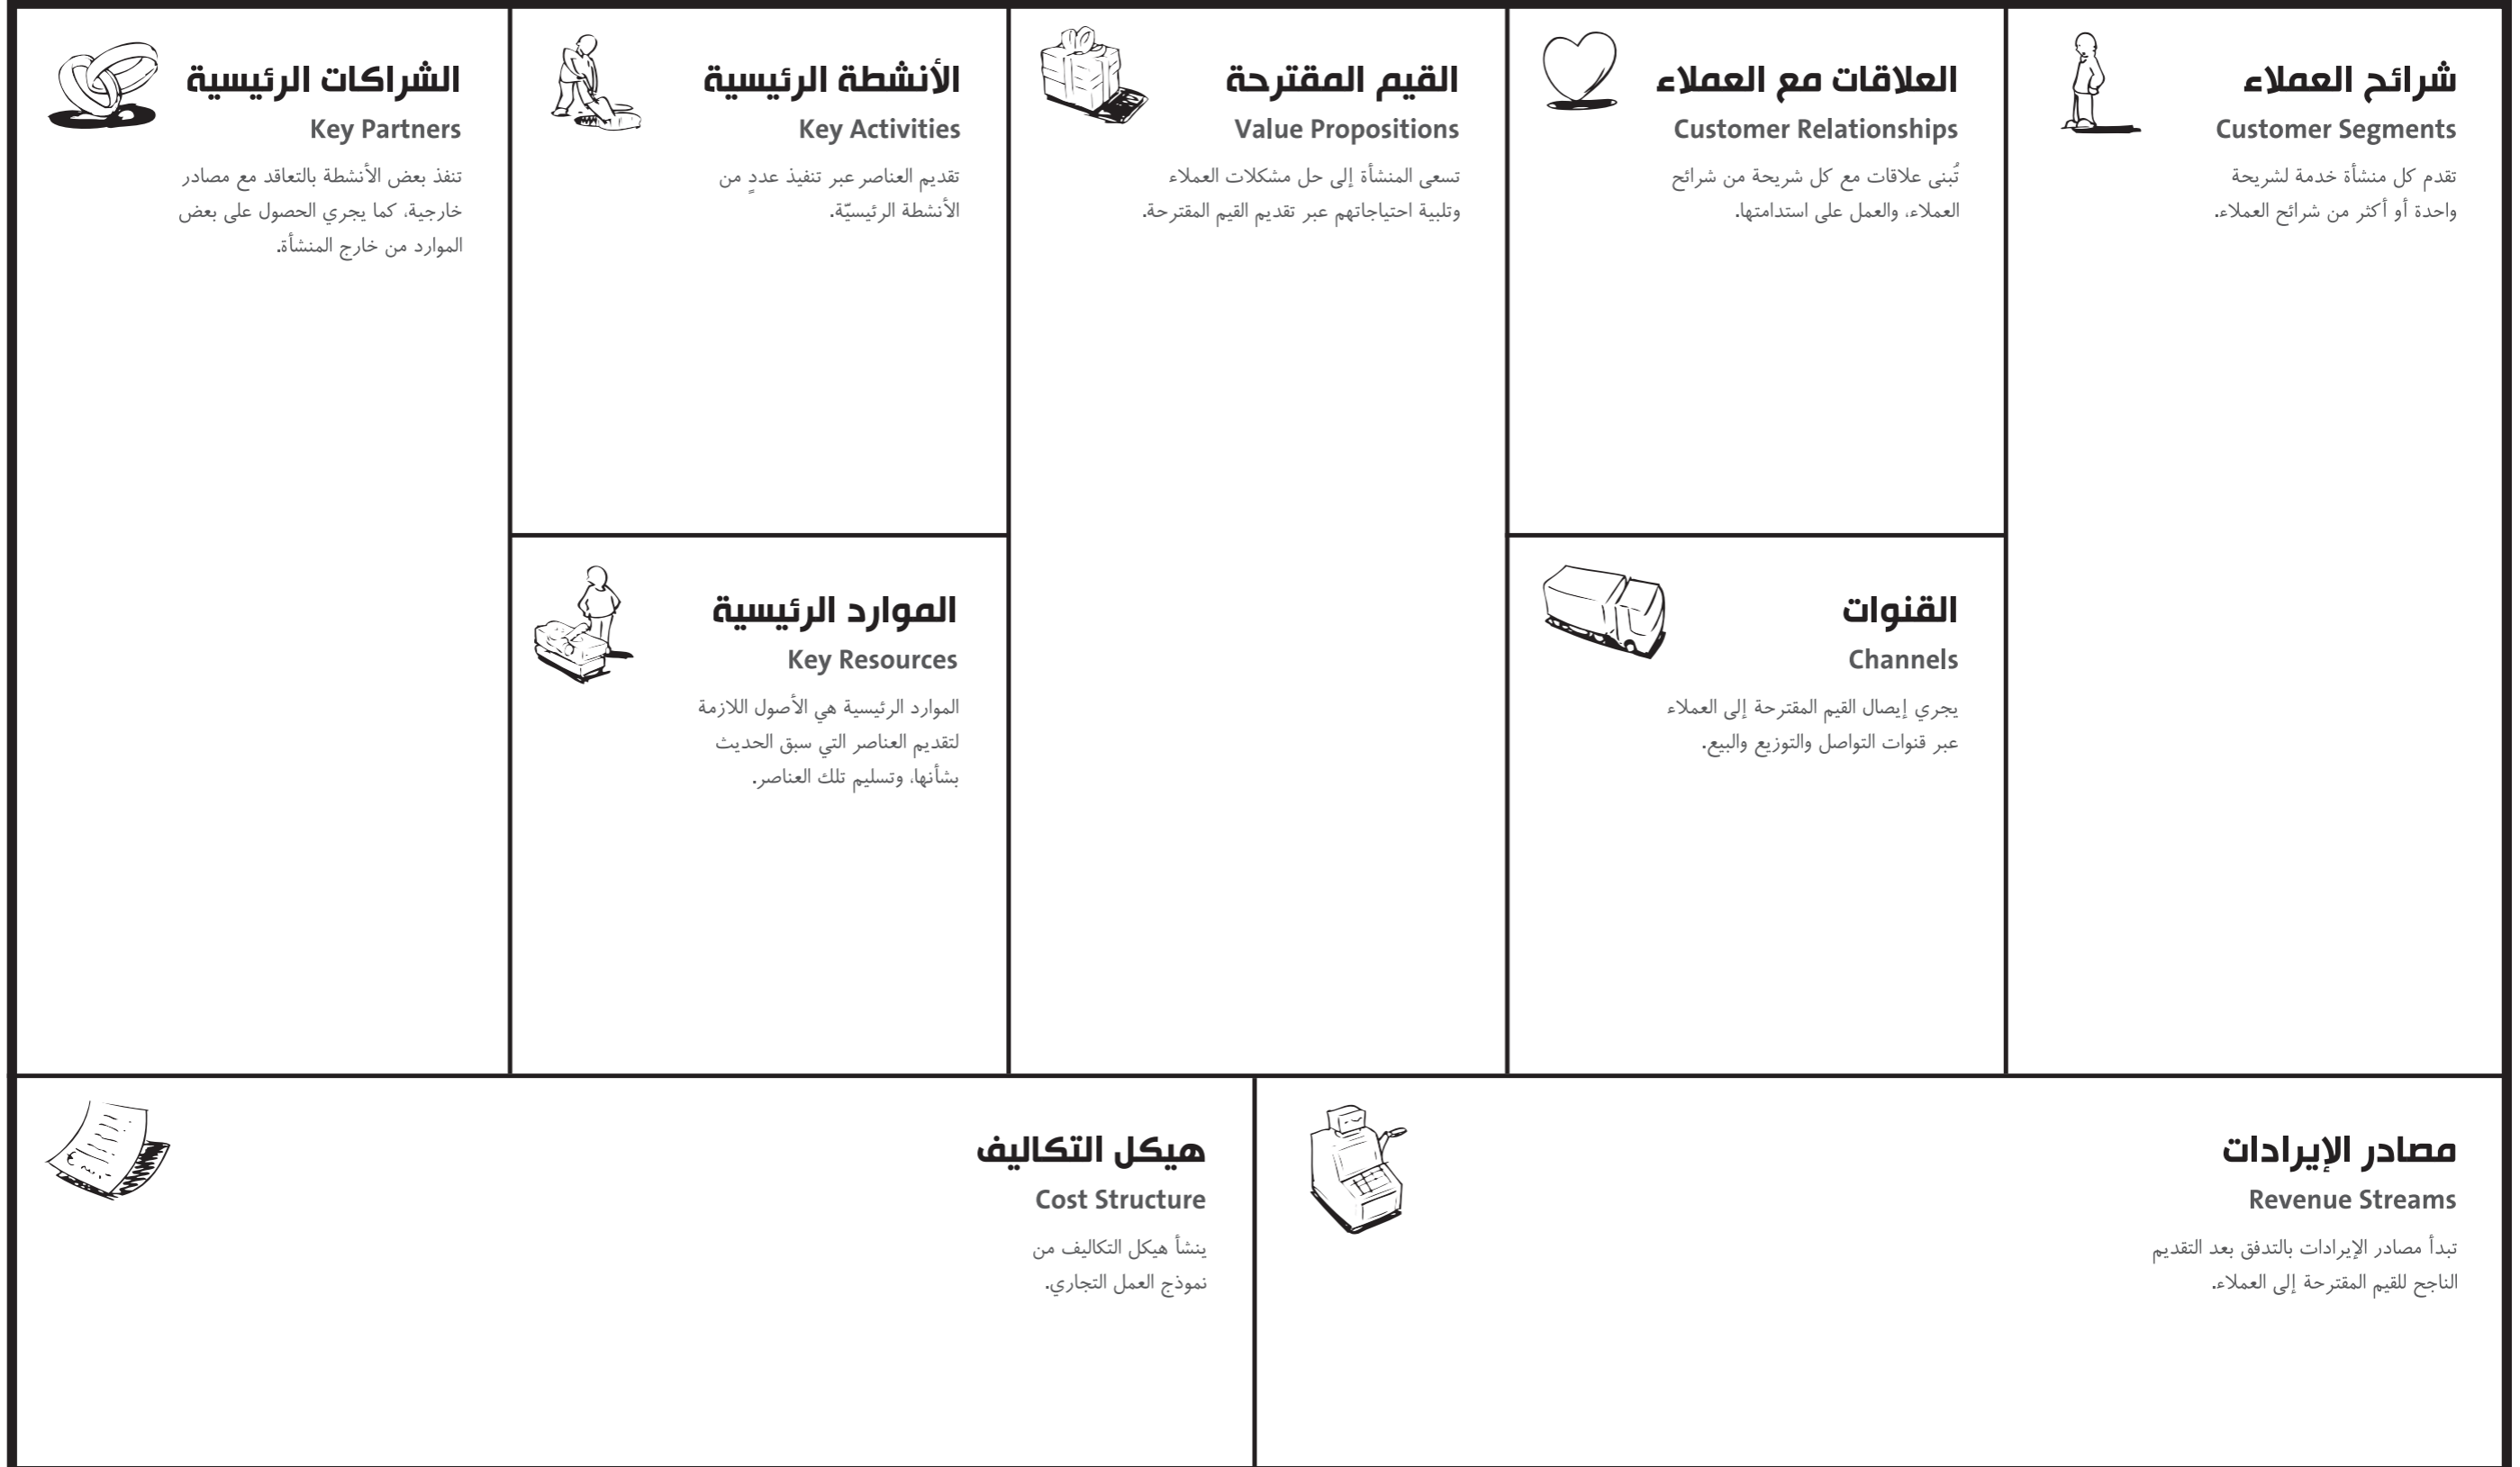 شرائح العملاء
Customer Segments
تقدم كل منشأة خدمة لشريحة
واحدة أو أكثر من شرائح العملاء.
العلاقات مع العملاء
Customer Relationships
تُبنى علاقات مع كل شريحة من شرائح
العملاء، والعمل على استدامتها.
القنوات
Channels
يجري إيصال القيم المقترحة إلى العملاء
عبر قنوات التواصل والتوزيع والبيع.
القيم المقترحة
Value Propositions
تسعى المنشأة إلى حل مشكلات العملاء
وتلبية احتياجاتهم عبر تقديم القيم المقترحة.
الأنشطة الرئيسية
Key Activities
تقديم العناصر عبر تنفيذ عددٍ من
الأنشطة الرئيسيّة.
الموارد الرئيسية
Key Resources
الموارد الرئيسية هي الأصول اللازمة
لتقديم العناصر التي سبق الحديث
بشأنها، وتسليم تلك العناصر.
الشراكات الرئيسية
Key Partners
تنفذ بعض الأنشطة بالتعاقد مع مصادر
خارجية، كما يجري الحصول على بعض
الموارد من خارج المنشأة.
مصادر الإيرادات
Revenue Streams
تبدأ مصادر الإيرادات بالتدفق بعد التقديم
الناجح للقيم المقترحة إلى العملاء.
هيكل التكاليف
Cost Structure
ينشأ هيكل التكاليف من
نموذج العمل التجاري.